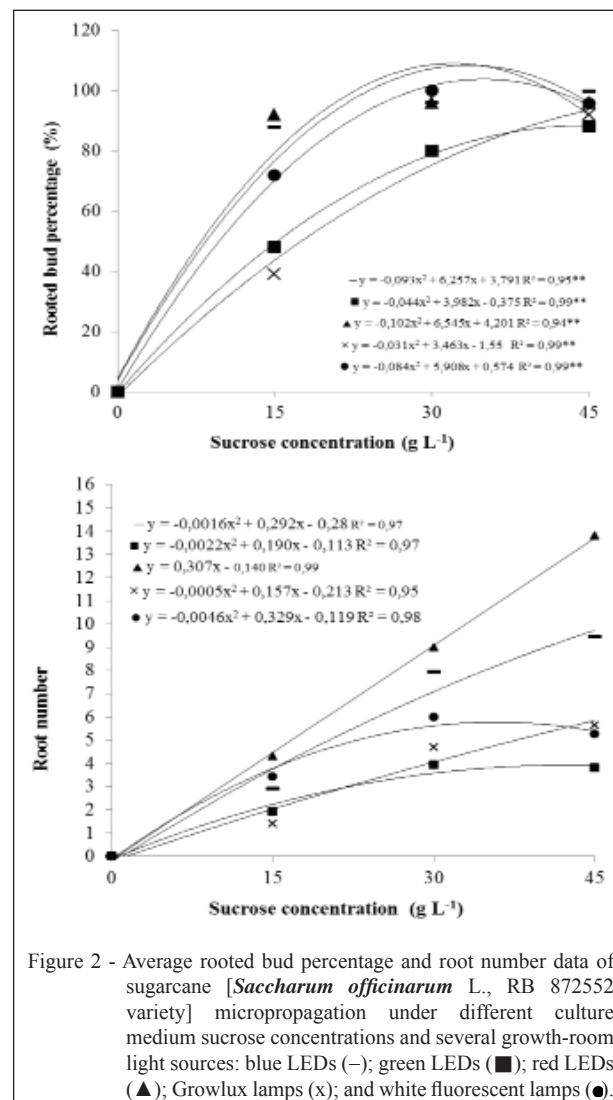 120
100
80
60
40
20
0
Rooted bud percentage (%)
—y = -0,093x² + 6,257x + 3,791 R² = 0,95**
■y = -0,044x² + 3,982x - 0,375 R² = 0,99**
▲y = -0,102x² + 6,545x + 4,201 R² = 0,94**
×y = -0,031x² + 3,463x - 1,55 R² = 0,99**
●y = -0,084x² + 5,908x + 0,574 R² = 0,99**
0 15 30 45
Sucrose concentration (g L⁻¹)
16
15
14
13
12
11
10
9
8
7
6
5
4
3
2
1
0
Root number
—y = -0,0016x² + 0,292x - 0,28 R² = 0,97
■y = -0,0022x² + 0,190x - 0,113 R² = 0,97
▲y = 0,307x - 0,140 R² = 0,99
×y = -0,0005x² + 0,157x - 0,213 R² = 0,95
●y = -0,0046x² + 0,329x - 0,119 R² = 0,98
0 15 30 45
Sucrose concentration (g L⁻¹)
Figure 2 - Average rooted bud percentage and root number data of
sugarcane [Saccharum officinarum L., RB 872552
variety] micropropagation under different culture
medium sucrose concentrations and several growth-room
light sources: blue LEDs (–); green LEDs (■); red LEDs
(▲); Growlux lamps (x); and white fluorescent lamps (●).